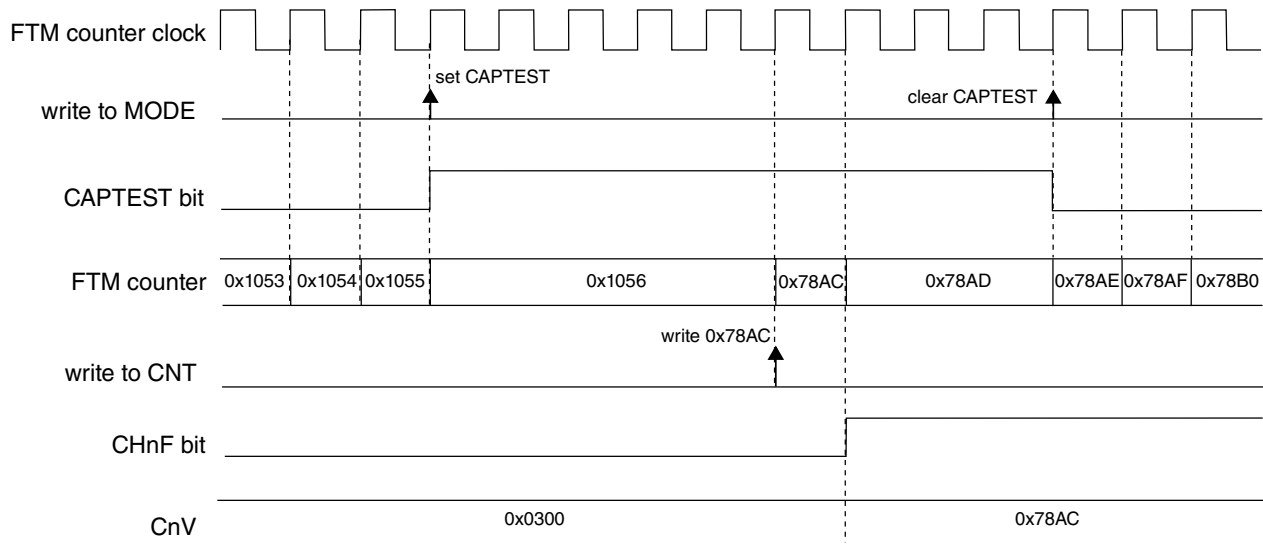 FTM counter clock
set CAPTEST
clear CAPTEST
write to MODE
CAPTEST bit
FTM counter 0x1053 0x1054 0x1055 0x1056 0x78AC 0x78AD 0x78AE 0x78AF 0x78B0
write 0x78AC
write to CNT
CHnF bit
CnV 0x0300 0x78AC